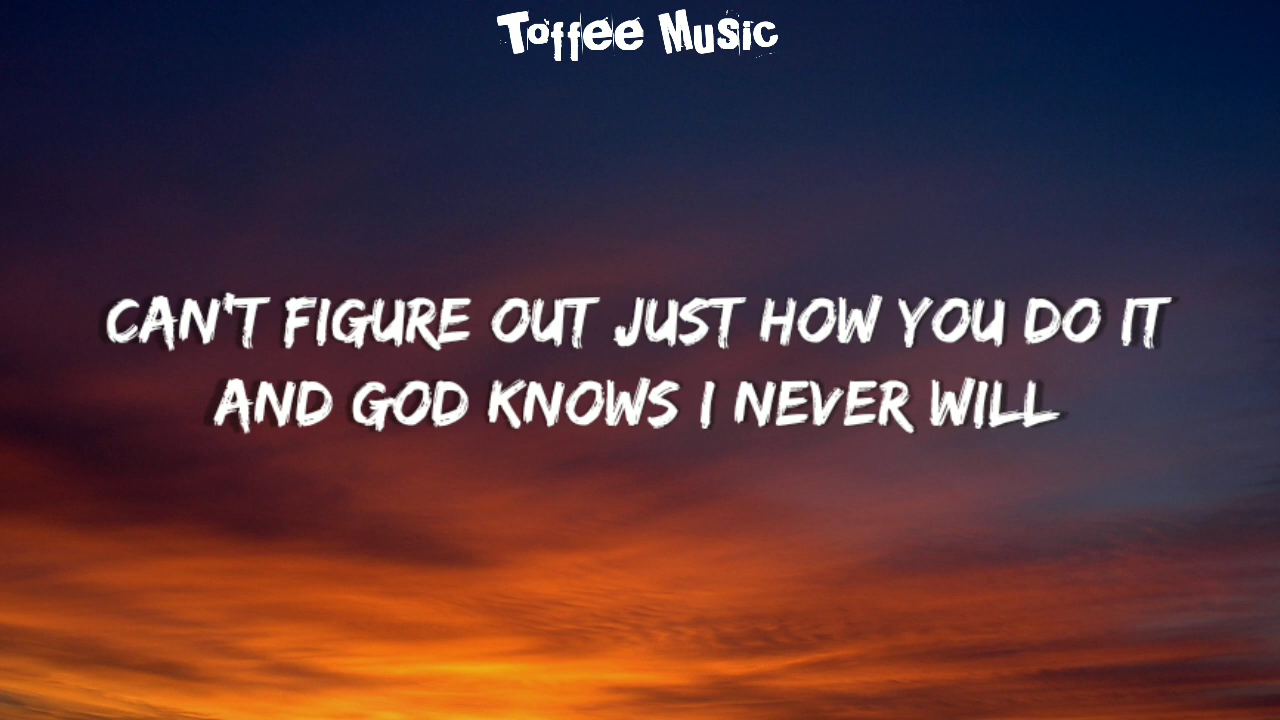 Toffee Music
CAN'T FIGURE OUT JUST HOW YOU DO IT
AND GOD KNOWS I NEVER WILL